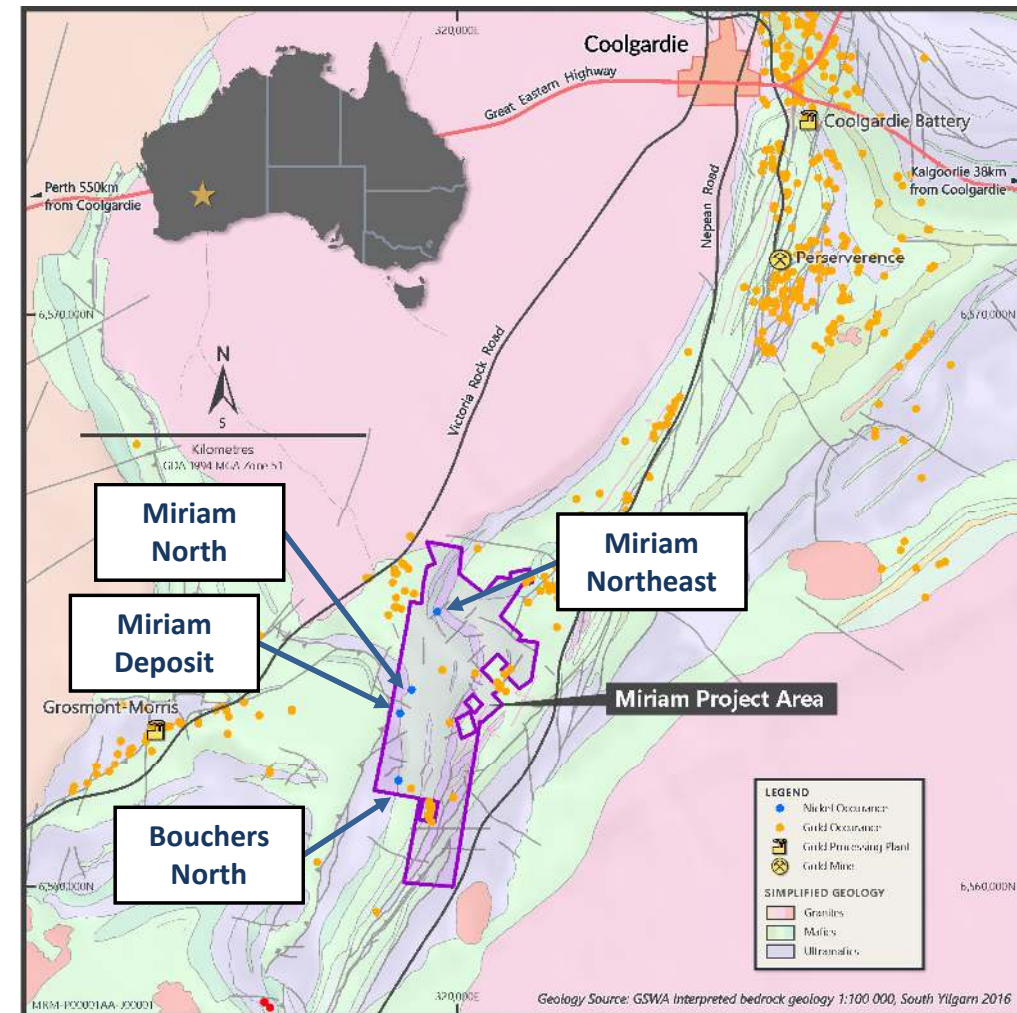 320,000E
Coolgardie
Great Eastern Highway
Coolgardie Battery
Perth 550km
from Coolgardie
Kalgoorlie 38km
from Coolgardie
Nepean Road
Perserverence
6,570,000N
6,570,000N
Victoria Rock Road
N
5
Kilometres
GDA 1994 MGA Zone 51
Miriam
North
Miriam
Northeast
Miriam
Deposit
Miriam Project Area
Grosmont-Morris
Bouchers
North
LEGEND
Nickel Occurance
Gold Occurance
Gold Processing Plant
Gold Mine
SIMPLIFIED GEOLOGY
Granites
Mafics
Ultramafics
6,560,000N
6,560,000N
320,000E
Geology Source: GSWA Interpreted bedrock geology 1:100 000, South Yilgarn 2016